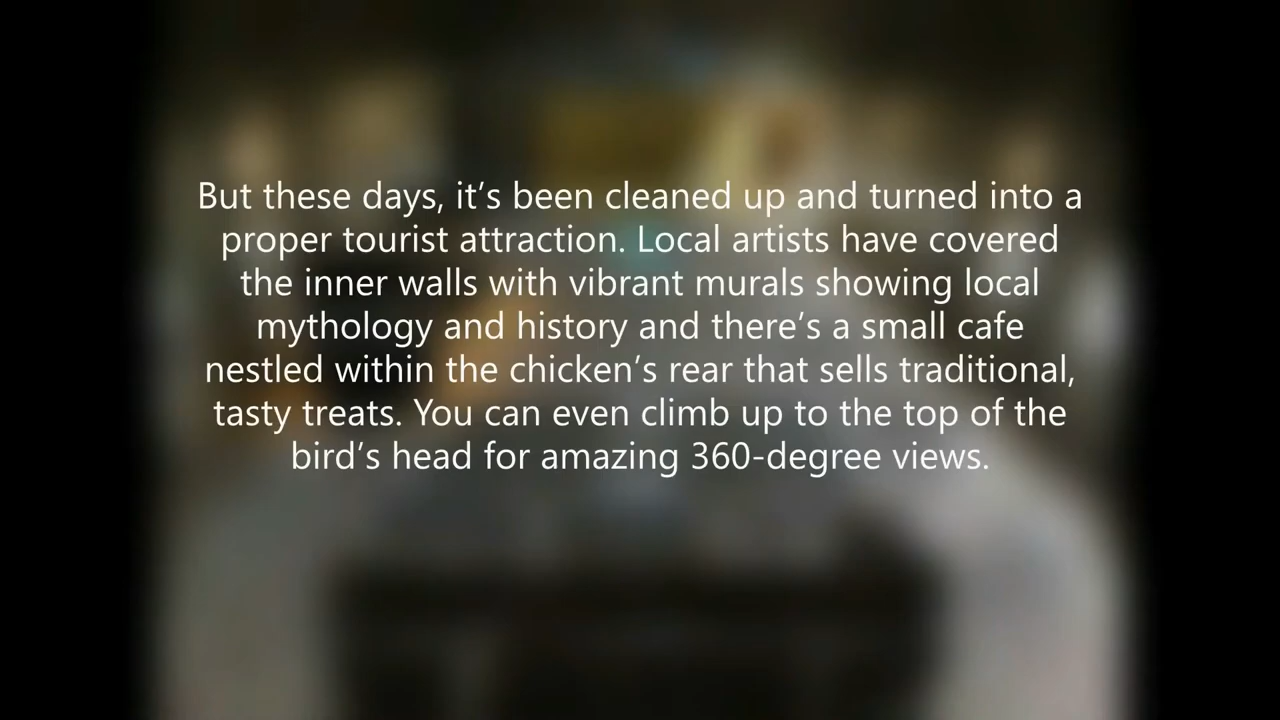 But these days, it’s been cleaned up and turned into a
proper tourist attraction. Local artists have covered
the inner walls with vibrant murals showing local
mythology and history and there’s a small cafe
nestled within the chicken’s rear that sells traditional,
tasty treats. You can even climb up to the top of the
bird’s head for amazing 360-degree views.